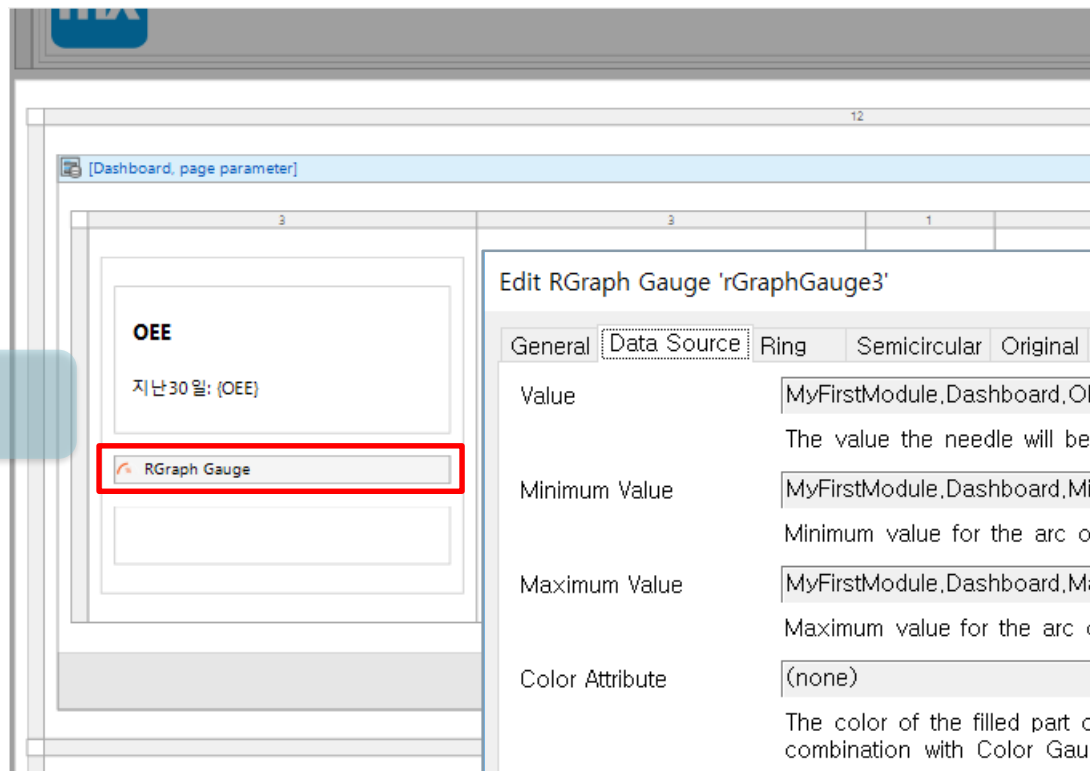 mx
12
[Dashboard, page parameter]
3
3
1
OEE
지난30일: {OEE}
RGraph Gauge
Edit RGraph Gauge 'rGraphGauge3'
General Data Source Ring Semicircular Original
Value
MyFirstModule.Dashboard.
The value the needle will be
Minimum Value
MyFirstModule.Dashboard.Mi
Minimum value for the arc
Maximum Value
MyFirstModule.Dashboard.Ma
Maximum value for the arc
Color Attribute
(none)
The color of the filled part
combination with Color Gau